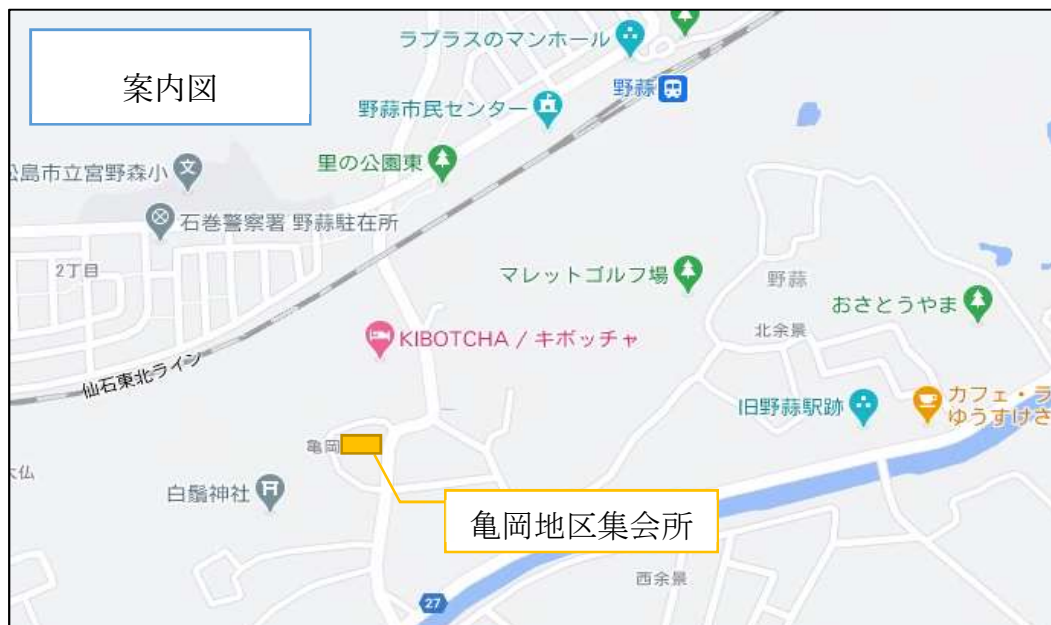 案内図
ラプラスのマンホール
野蒜
野蒜市民センター
里の公園東
松島市立宮野森小
石巻警察署 野蒜駐在所
2丁目
マレットゴルフ場
野蒜
おさとうやま
北余景
KIBOTCHA / キボッチャ
仙石東北ライン
旧野蒜駅跡
カフェ・ラ
ゆうすけさ
亀岡
大仏
白鬚神社
亀岡地区集会所
西余景
27